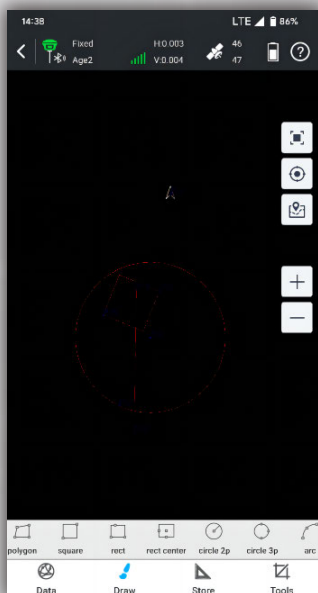 14:38 LTE 86%
Fixed H:0.003 46
Age2 V:0.004 47
polygon square rect rect center circle 2p circle 3p arc
Data Draw Store Tools